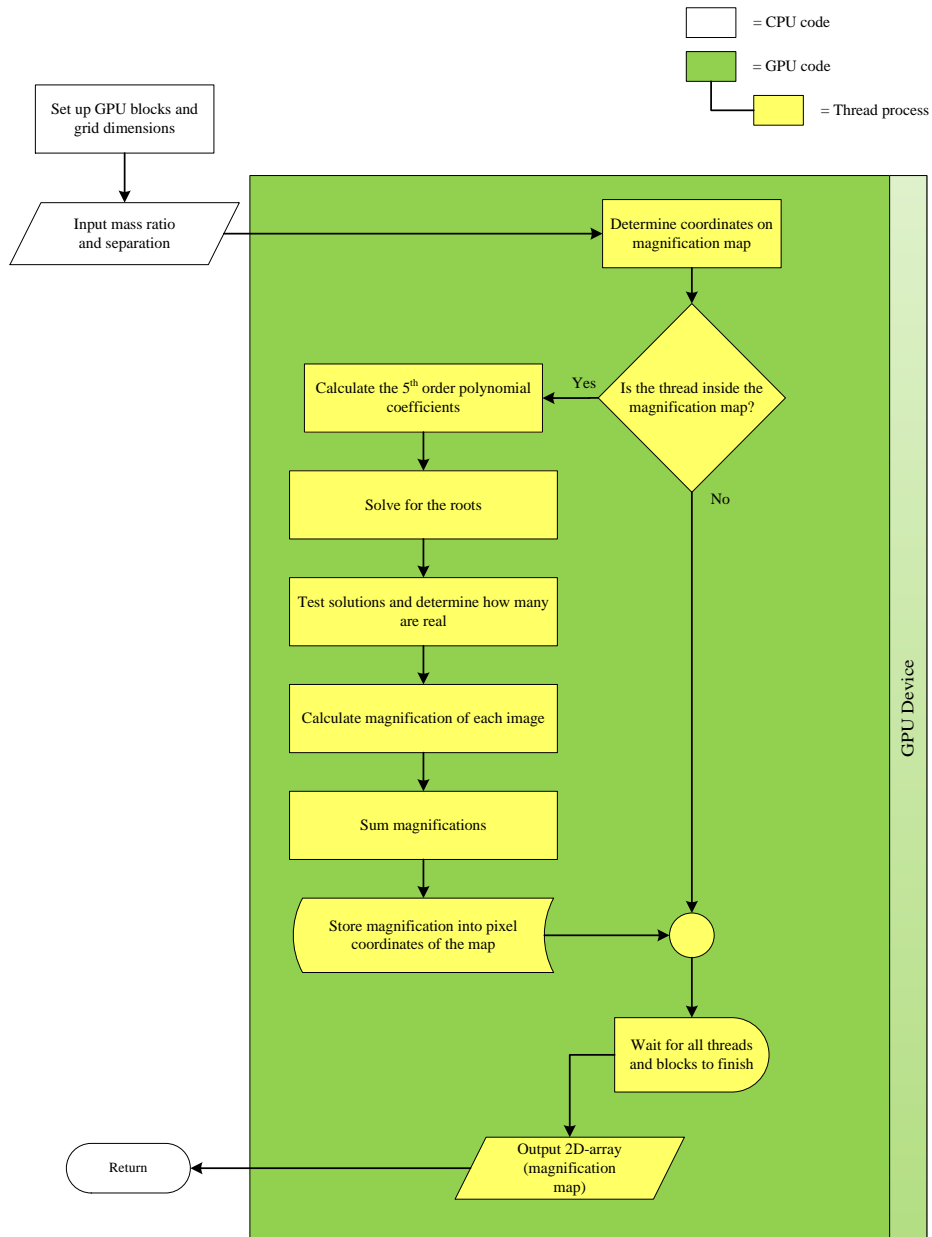 = CPU code
= GPU code
= Thread process
Set up GPU blocks and
grid dimensions
Input mass ratio
and separation
Determine coordinates on
magnification map
Is the thread inside the
magnification map?
Yes
No
Calculate the 5th order polynomial
coefficients
Solve for the roots
Test solutions and determine how many
are real
Calculate magnification of each image
Sum magnifications
Store magnification into pixel
coordinates of the map
Wait for all threads
and blocks to finish
Output 2D-array
(magnification
map)
Return
GPU Device